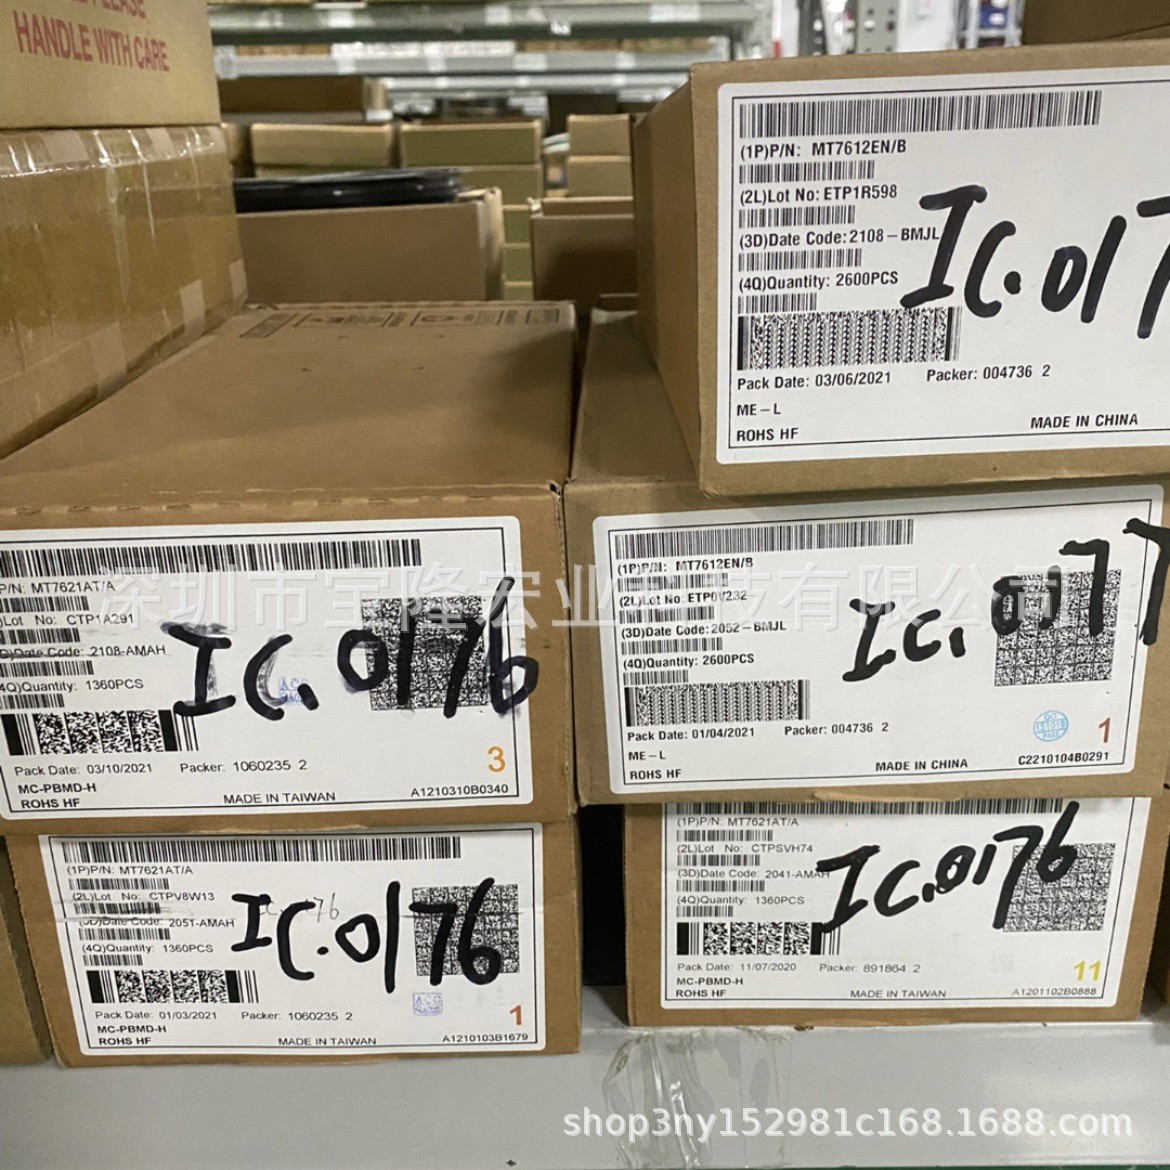 HANDLE WITH CARE
(1P)P/N: MT7612EN/B
(2L)Lot No: ETP1R598
(3D)Date Code: 2108-BMJL
(4Q)Quantity: 2600PCS
Pack Date: 03/06/2021 Packer: 004736 2
ME-L
ROHS HF
MADE IN CHINA
IC.017
P/N: MT7621AT/A
Lot No: CTP1A291
Date Code: 2108-AMAH
Q)Quantity: 1360PCS
Pack Date: 03/10/2021 Packer: 1060235 2
MC-PBMD-H
ROHS HF
MADE IN TAIWAN
A1210310B0340
3
IC.0176
(1P)P/N: MT7612EN/B
(2L)Lot No: ETP0V232
(3D)Date Code: 2052-BMJL
(4Q)Quantity: 2600PCS
Pack Date: 01/04/2021 Packer: 004736 2
ME-L
ROHS HF
MADE IN CHINA
C2210104B0291
1
IC.0177
深圳市宝隆宏业科技有限公司
(1P)P/N: MT7621AT/A
(2L)Lot No: CTPV8W13
(3D)Date Code: 2051-AMAH
(4Q)Quantity: 1360PCS
Pack Date: 01/03/2021 Packer: 1060235 2
MC-PBMD-H
ROHS HF
MADE IN TAIWAN
A1210103B1679
1
IC.0176
(1P)P/N: MT7621AT/A
(2L)Lot No: CTPSVH74
(3D)Date Code: 2041-AMAH
(4Q)Quantity: 1360PCS
Pack Date: 11/07/2020 Packer: 891864 2
MC-PBMD-H
ROHS HF
MADE IN TAIWAN
A1201102B0888
11
IC.0176
shop3ny152981c168.1688.com